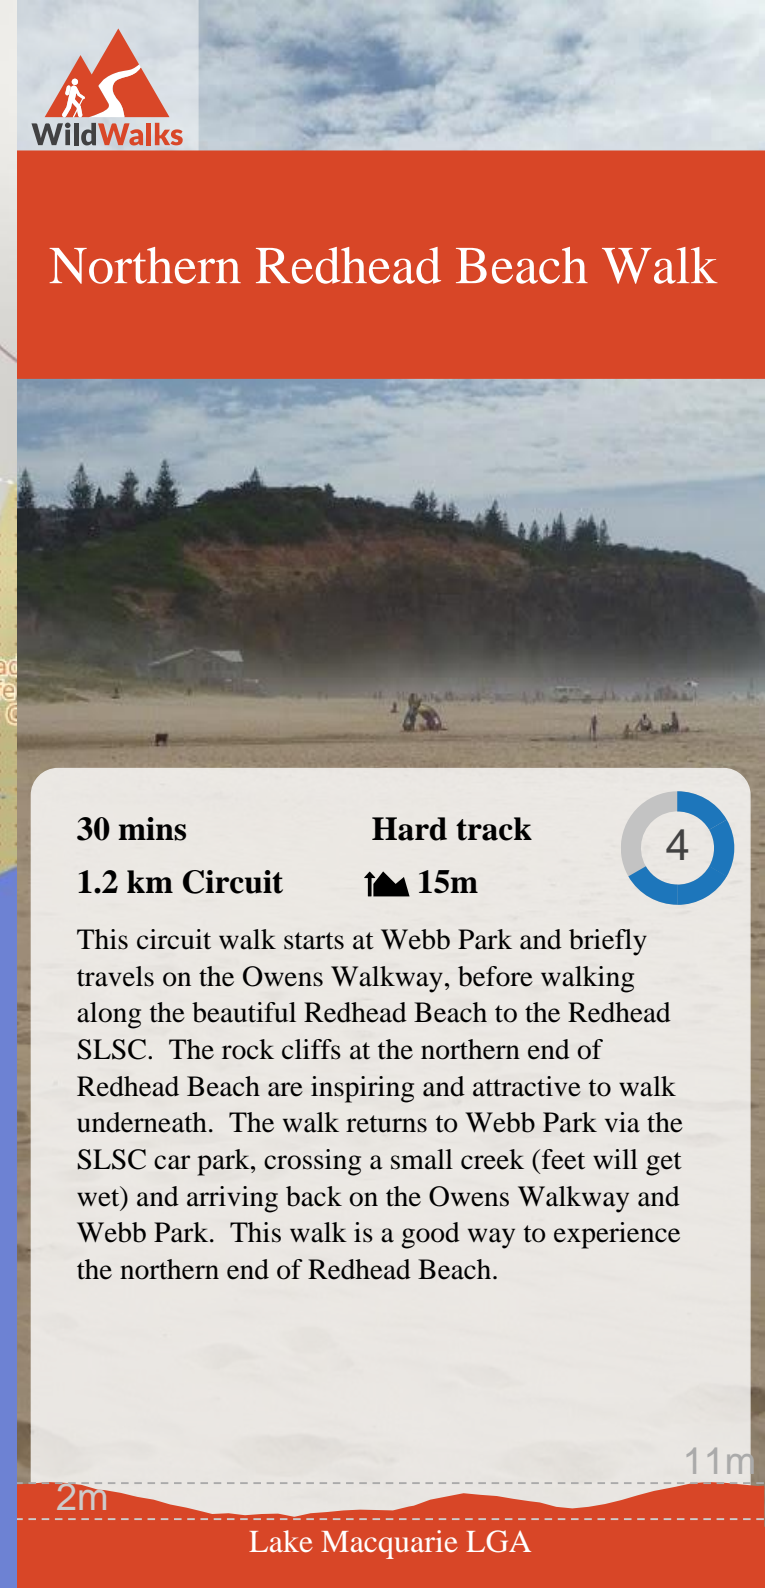 WildWalks
Northern Redhead Beach Walk
30 mins
Hard track
4
1.2 km Circuit
15m
This circuit walk starts at Webb Park and briefly
travels on the Owens Walkway, before walking
along the beautiful Redhead Beach to the Redhead
SLSC.  The rock cliffs at the northern end of
Redhead Beach are inspiring and attractive to walk
underneath.  The walk returns to Webb Park via the
SLSC car park, crossing a small creek (feet will get
wet) and arriving back on the Owens Walkway and
Webb Park.  This walk is a good way to experience
the northern end of Redhead Beach.
11m
2m
Lake Macquarie LGA